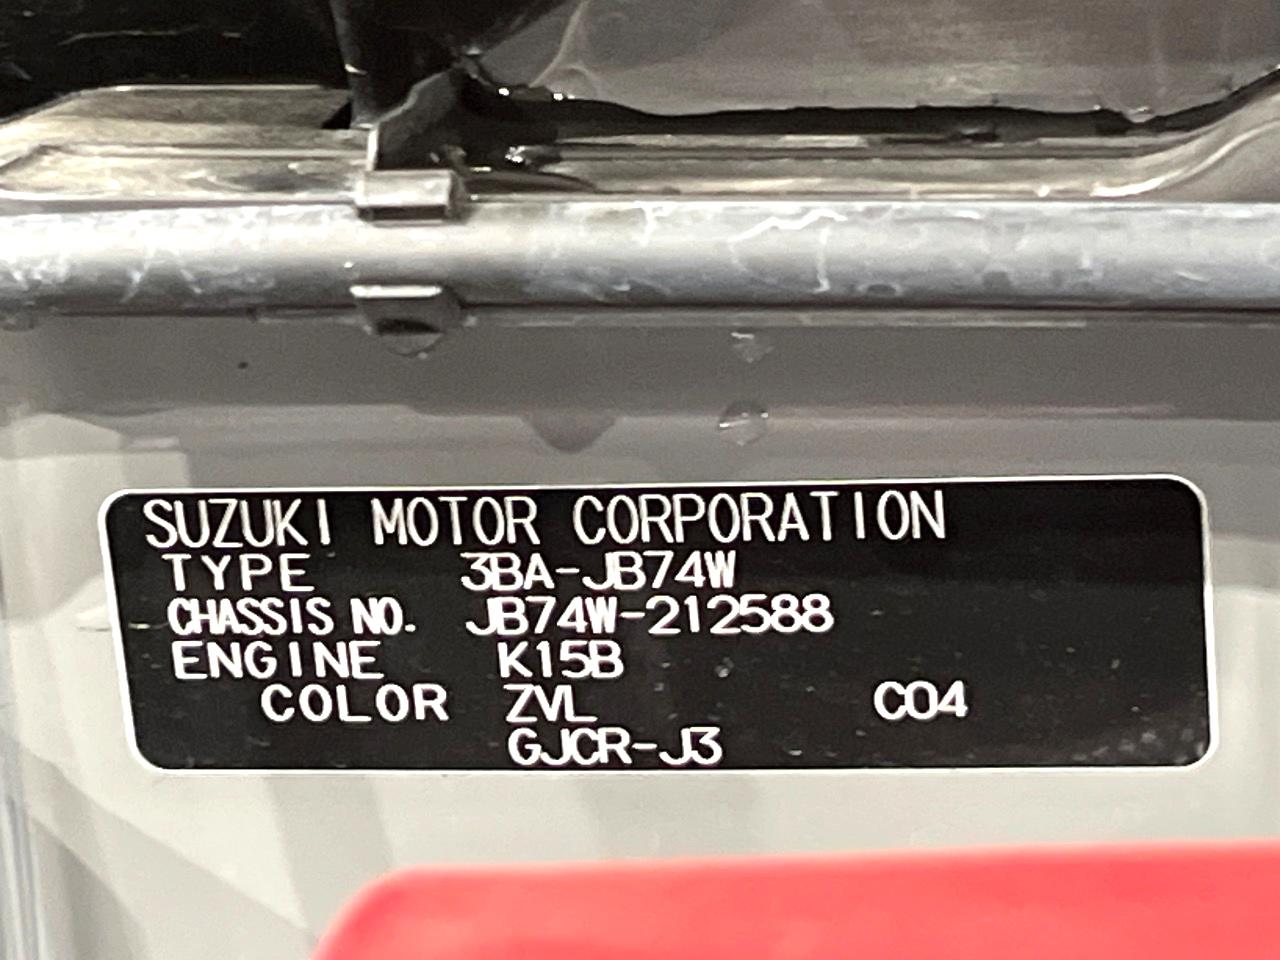 SUZUKI MOTOR CORPORATION
TYPE 3BA-JB74W
CHASSIS NO. JB74W-212588
ENGINE K15B
COLOR ZVL C04
GJCR-J3